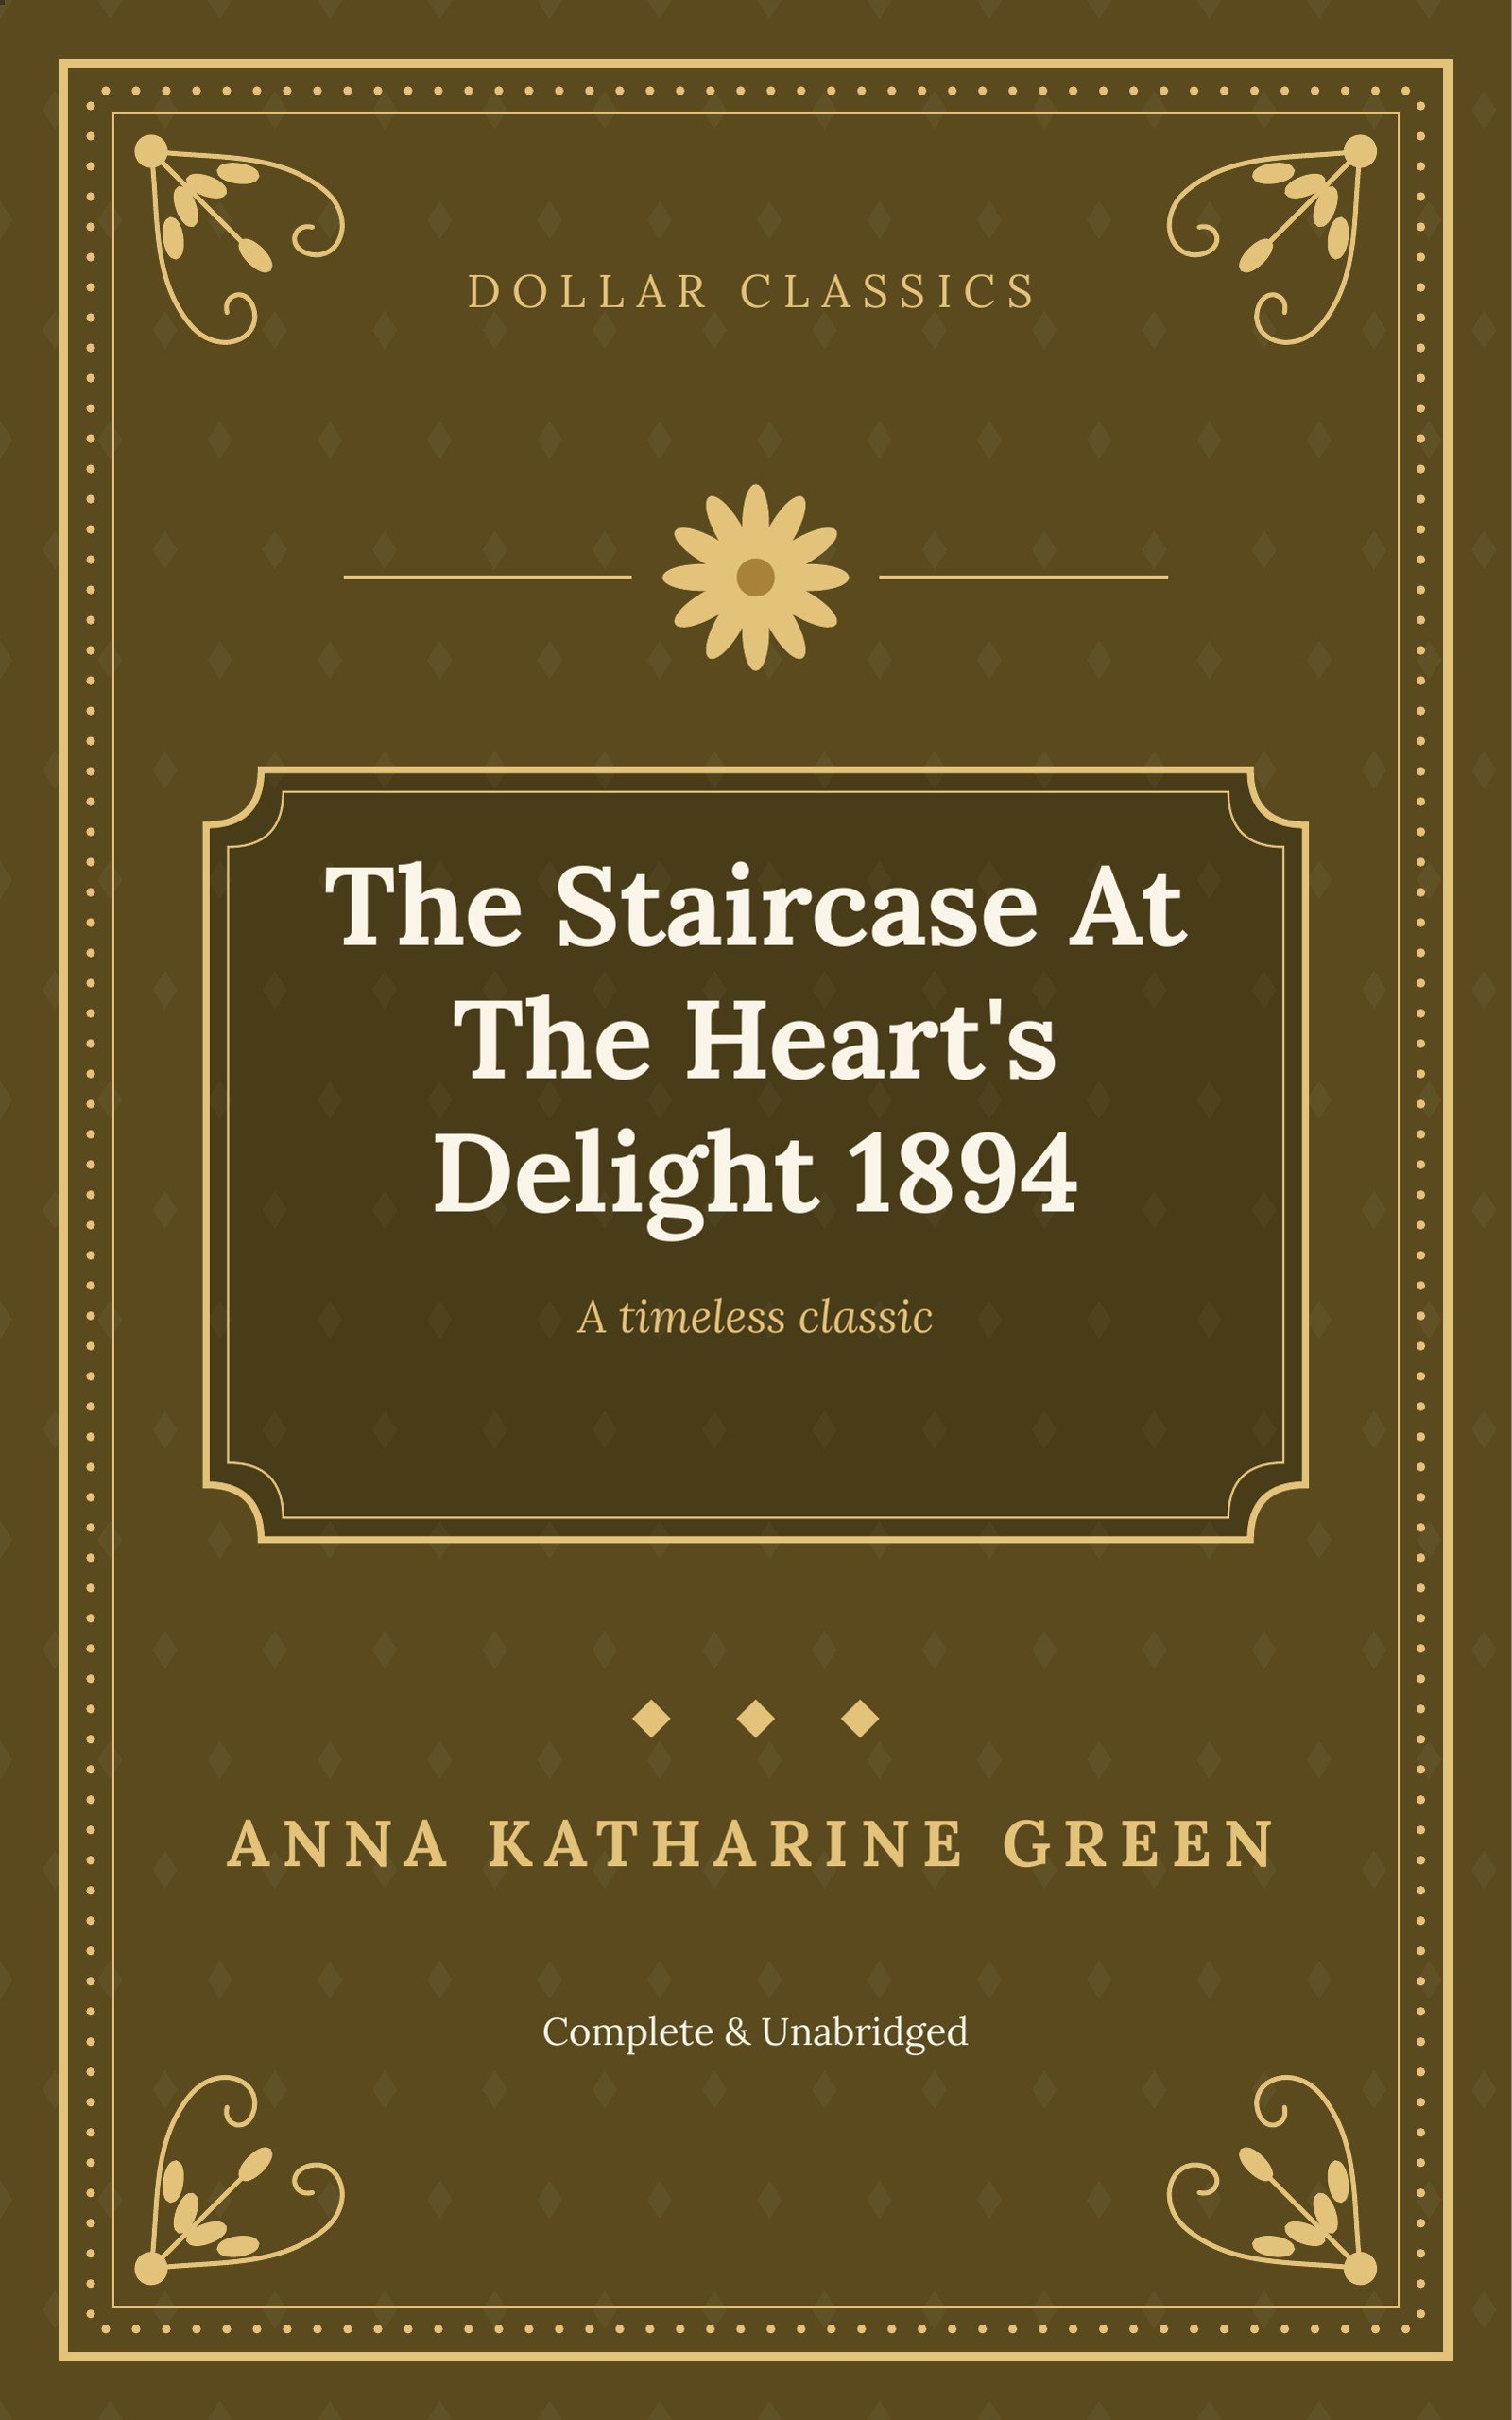 DOLLAR CLASSICS
The Staircase At
The Heart's
Delight 1894
A timeless classic
ANNA KATHARINE GREEN
Complete & Unabridged